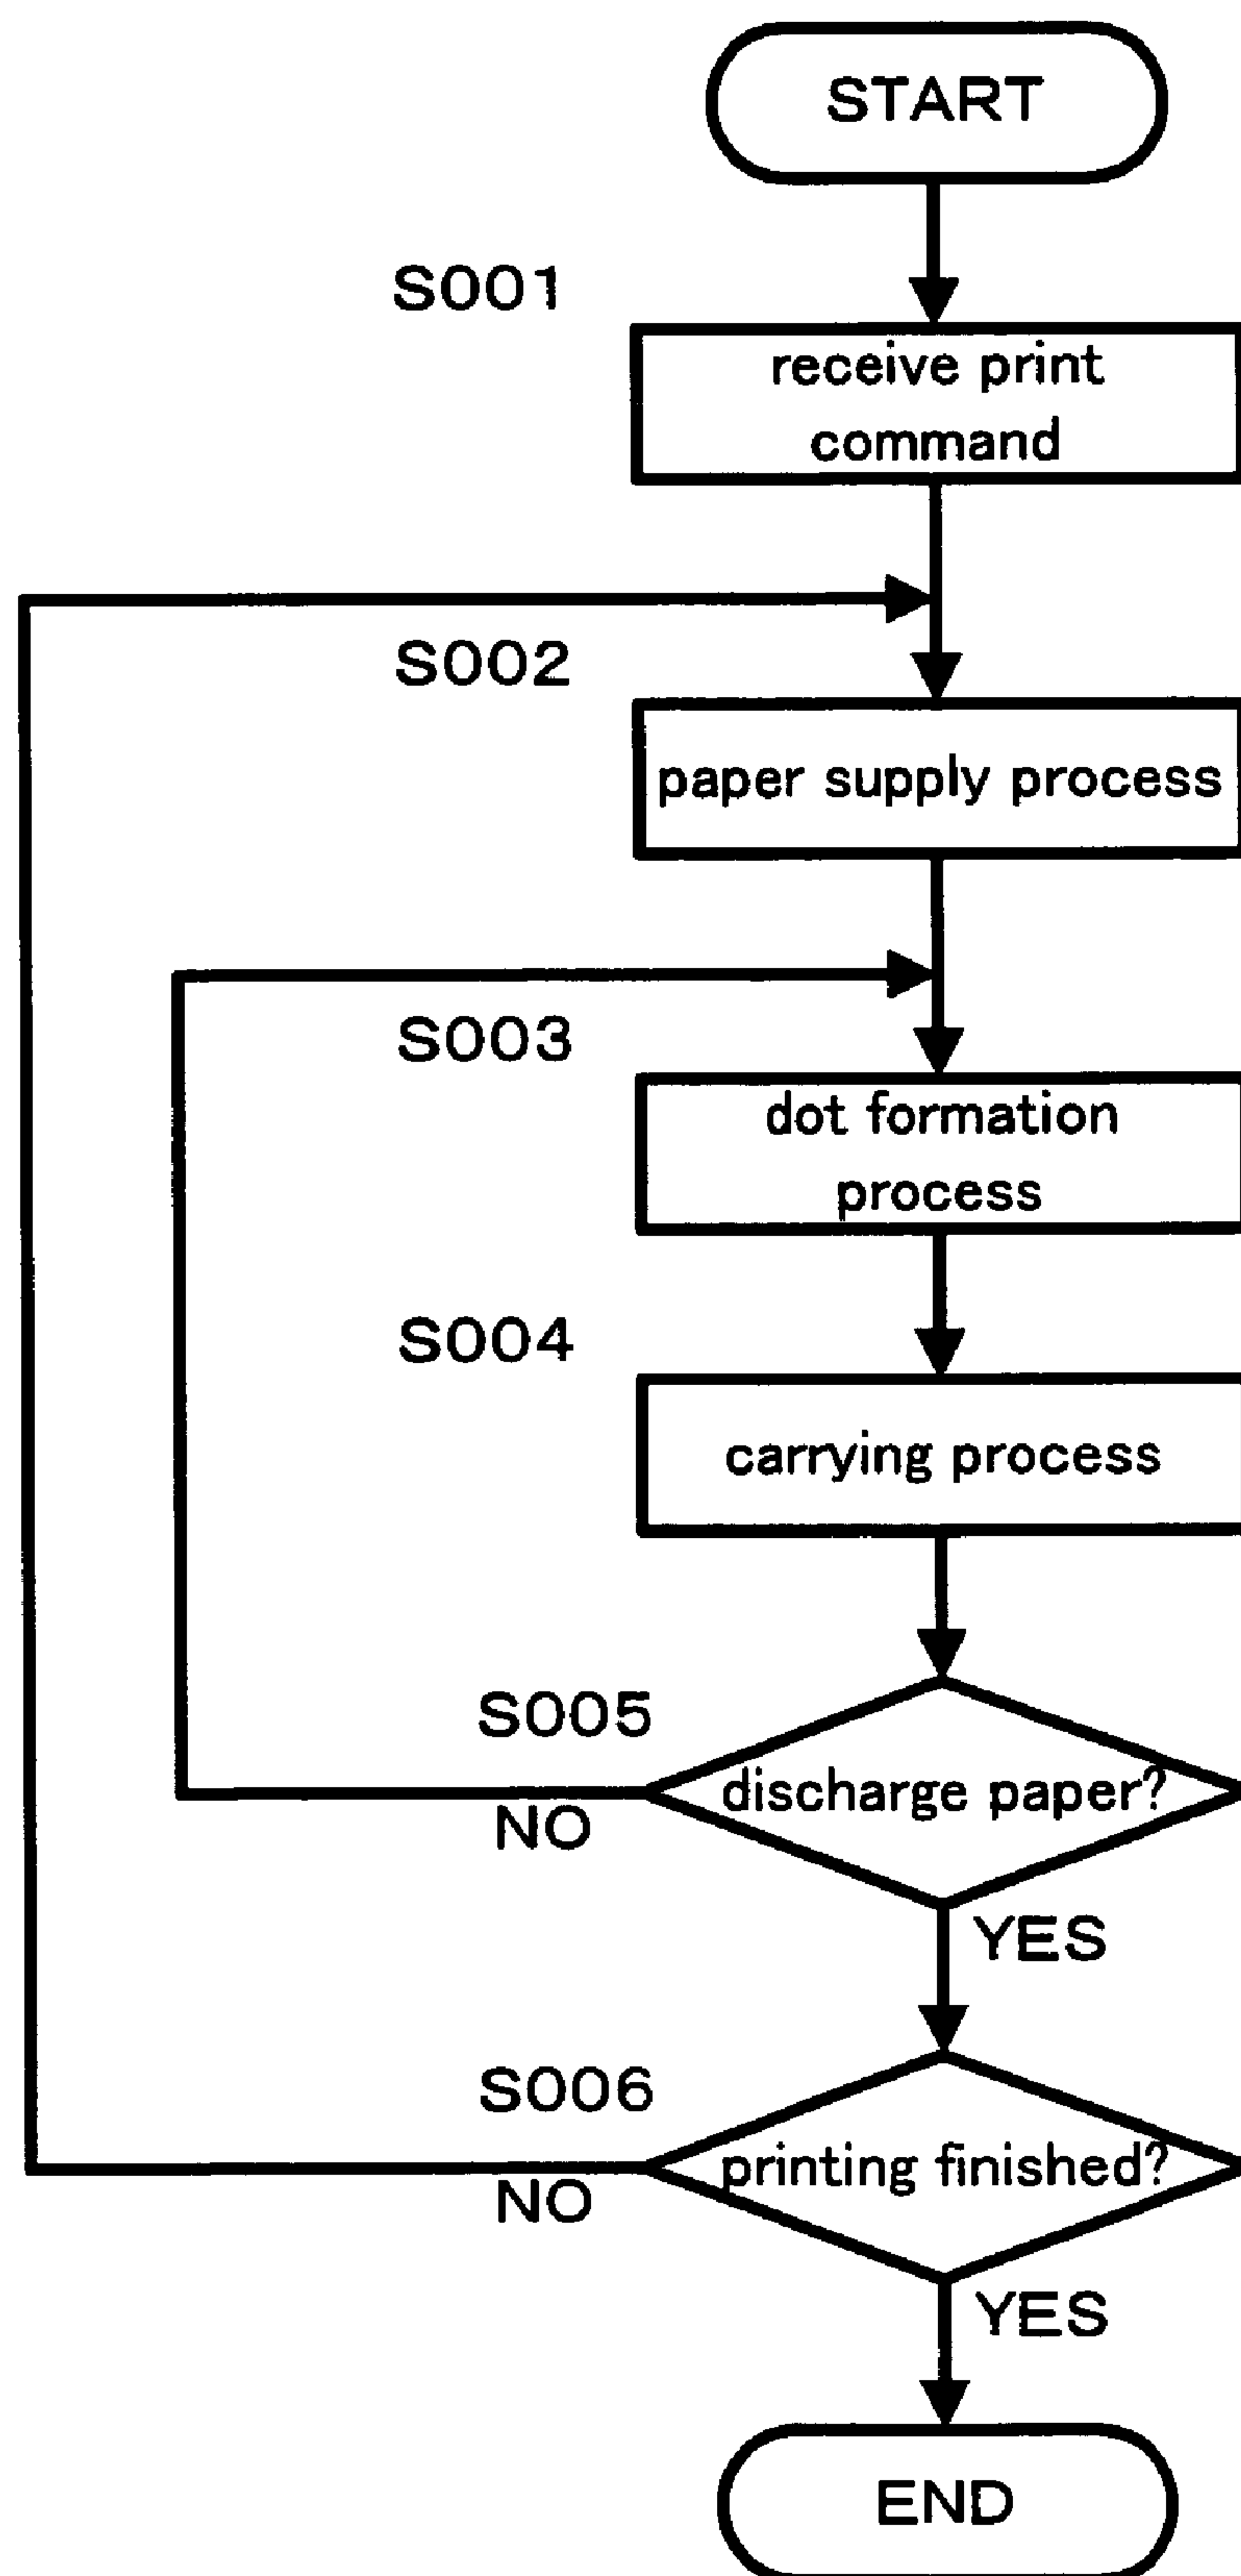 START
S001
receive print
command
S002
paper supply process
S003
dot formation
process
S004
carrying process
S005
discharge paper?
NO
YES
S006
printing finished?
NO
YES
END